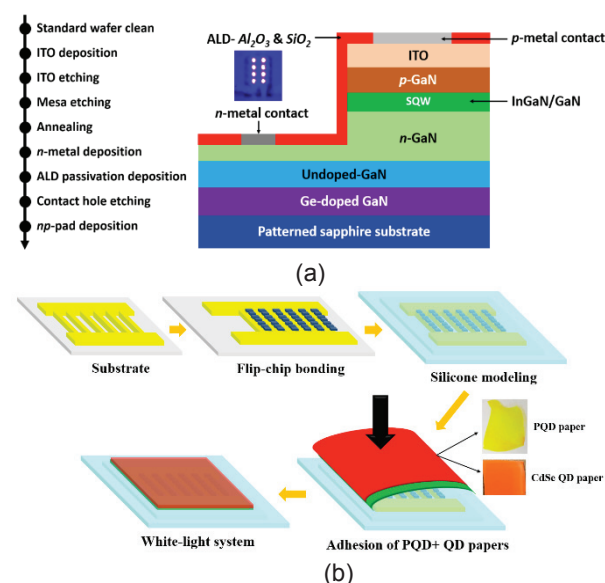 Standard wafer clean
ITO deposition
ITO etching
Mesa etching
Annealing
n-metal deposition
ALD passivation deposition
Contact hole etching
np-pad deposition
ALD- Al₂O₃ & SiO₂
n-metal contact
p-metal contact
ITO
p-GaN
SQW
InGaN/GaN
n-GaN
Undoped-GaN
Ge-doped GaN
Patterned sapphire substrate
(a)
Substrate
Flip-chip bonding
Silicone modeling
PQD paper
CdSe QD paper
White-light system
Adhesion of PQD+ QD papers
(b)